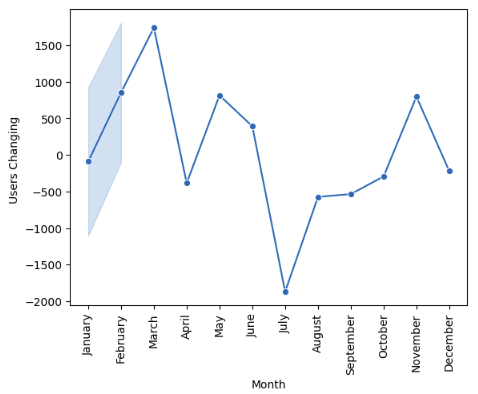 1500
1000
500
0
−500
−1000
−1500
−2000
Users Changing
January
February
March
April
May
June
July
August
September
October
November
December
Month